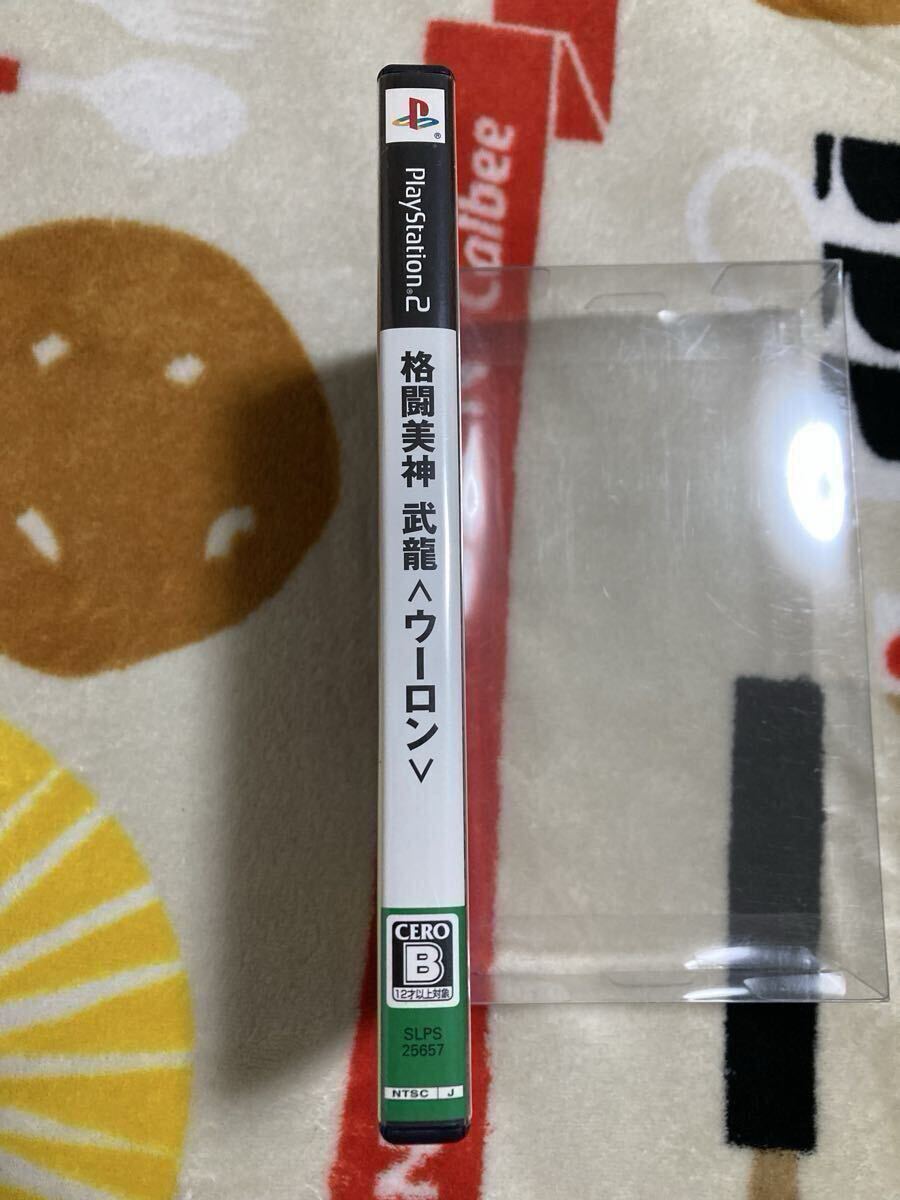 PlayStation®2
格闘美神 武龍＜ウーロン＞
CERO
B
12才以上対象
SLPS
25657
NTSC J
Calbee